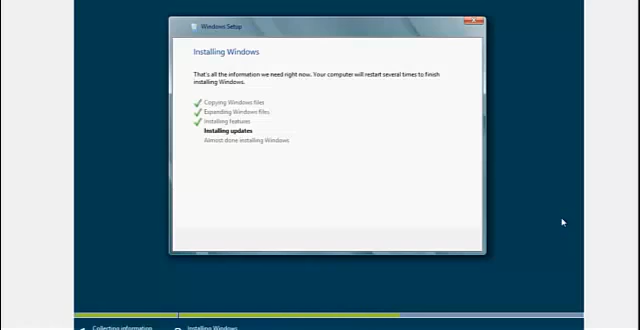 Windows Setup
Installing Windows
That's all the information we need right now. Your computer will restart several times to finish
installing Windows.
Copying Windows files
Expanding Windows files
Installing features
Installing updates
Almost done installing Windows
Collecting information
Installing Windows